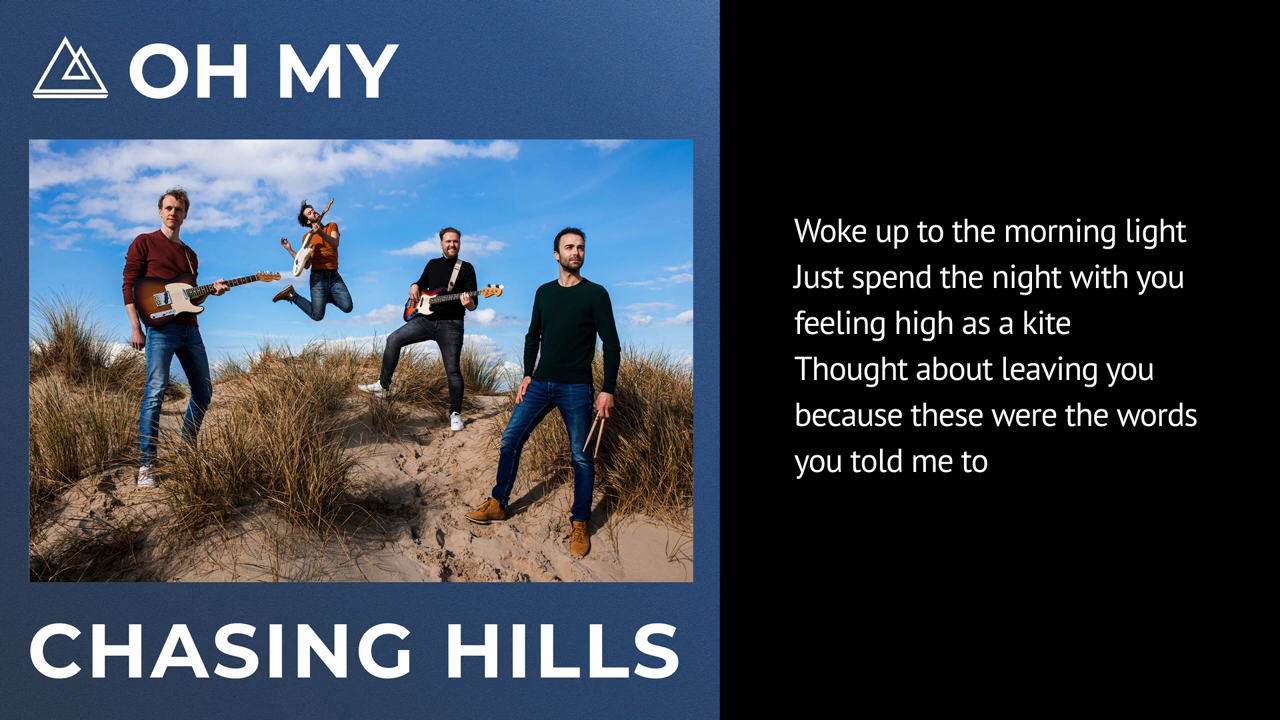 OH MY
CHASING HILLS
Woke up to the morning light
Just spend the night with you
feeling high as a kite
Thought about leaving you
because these were the words
you told me to